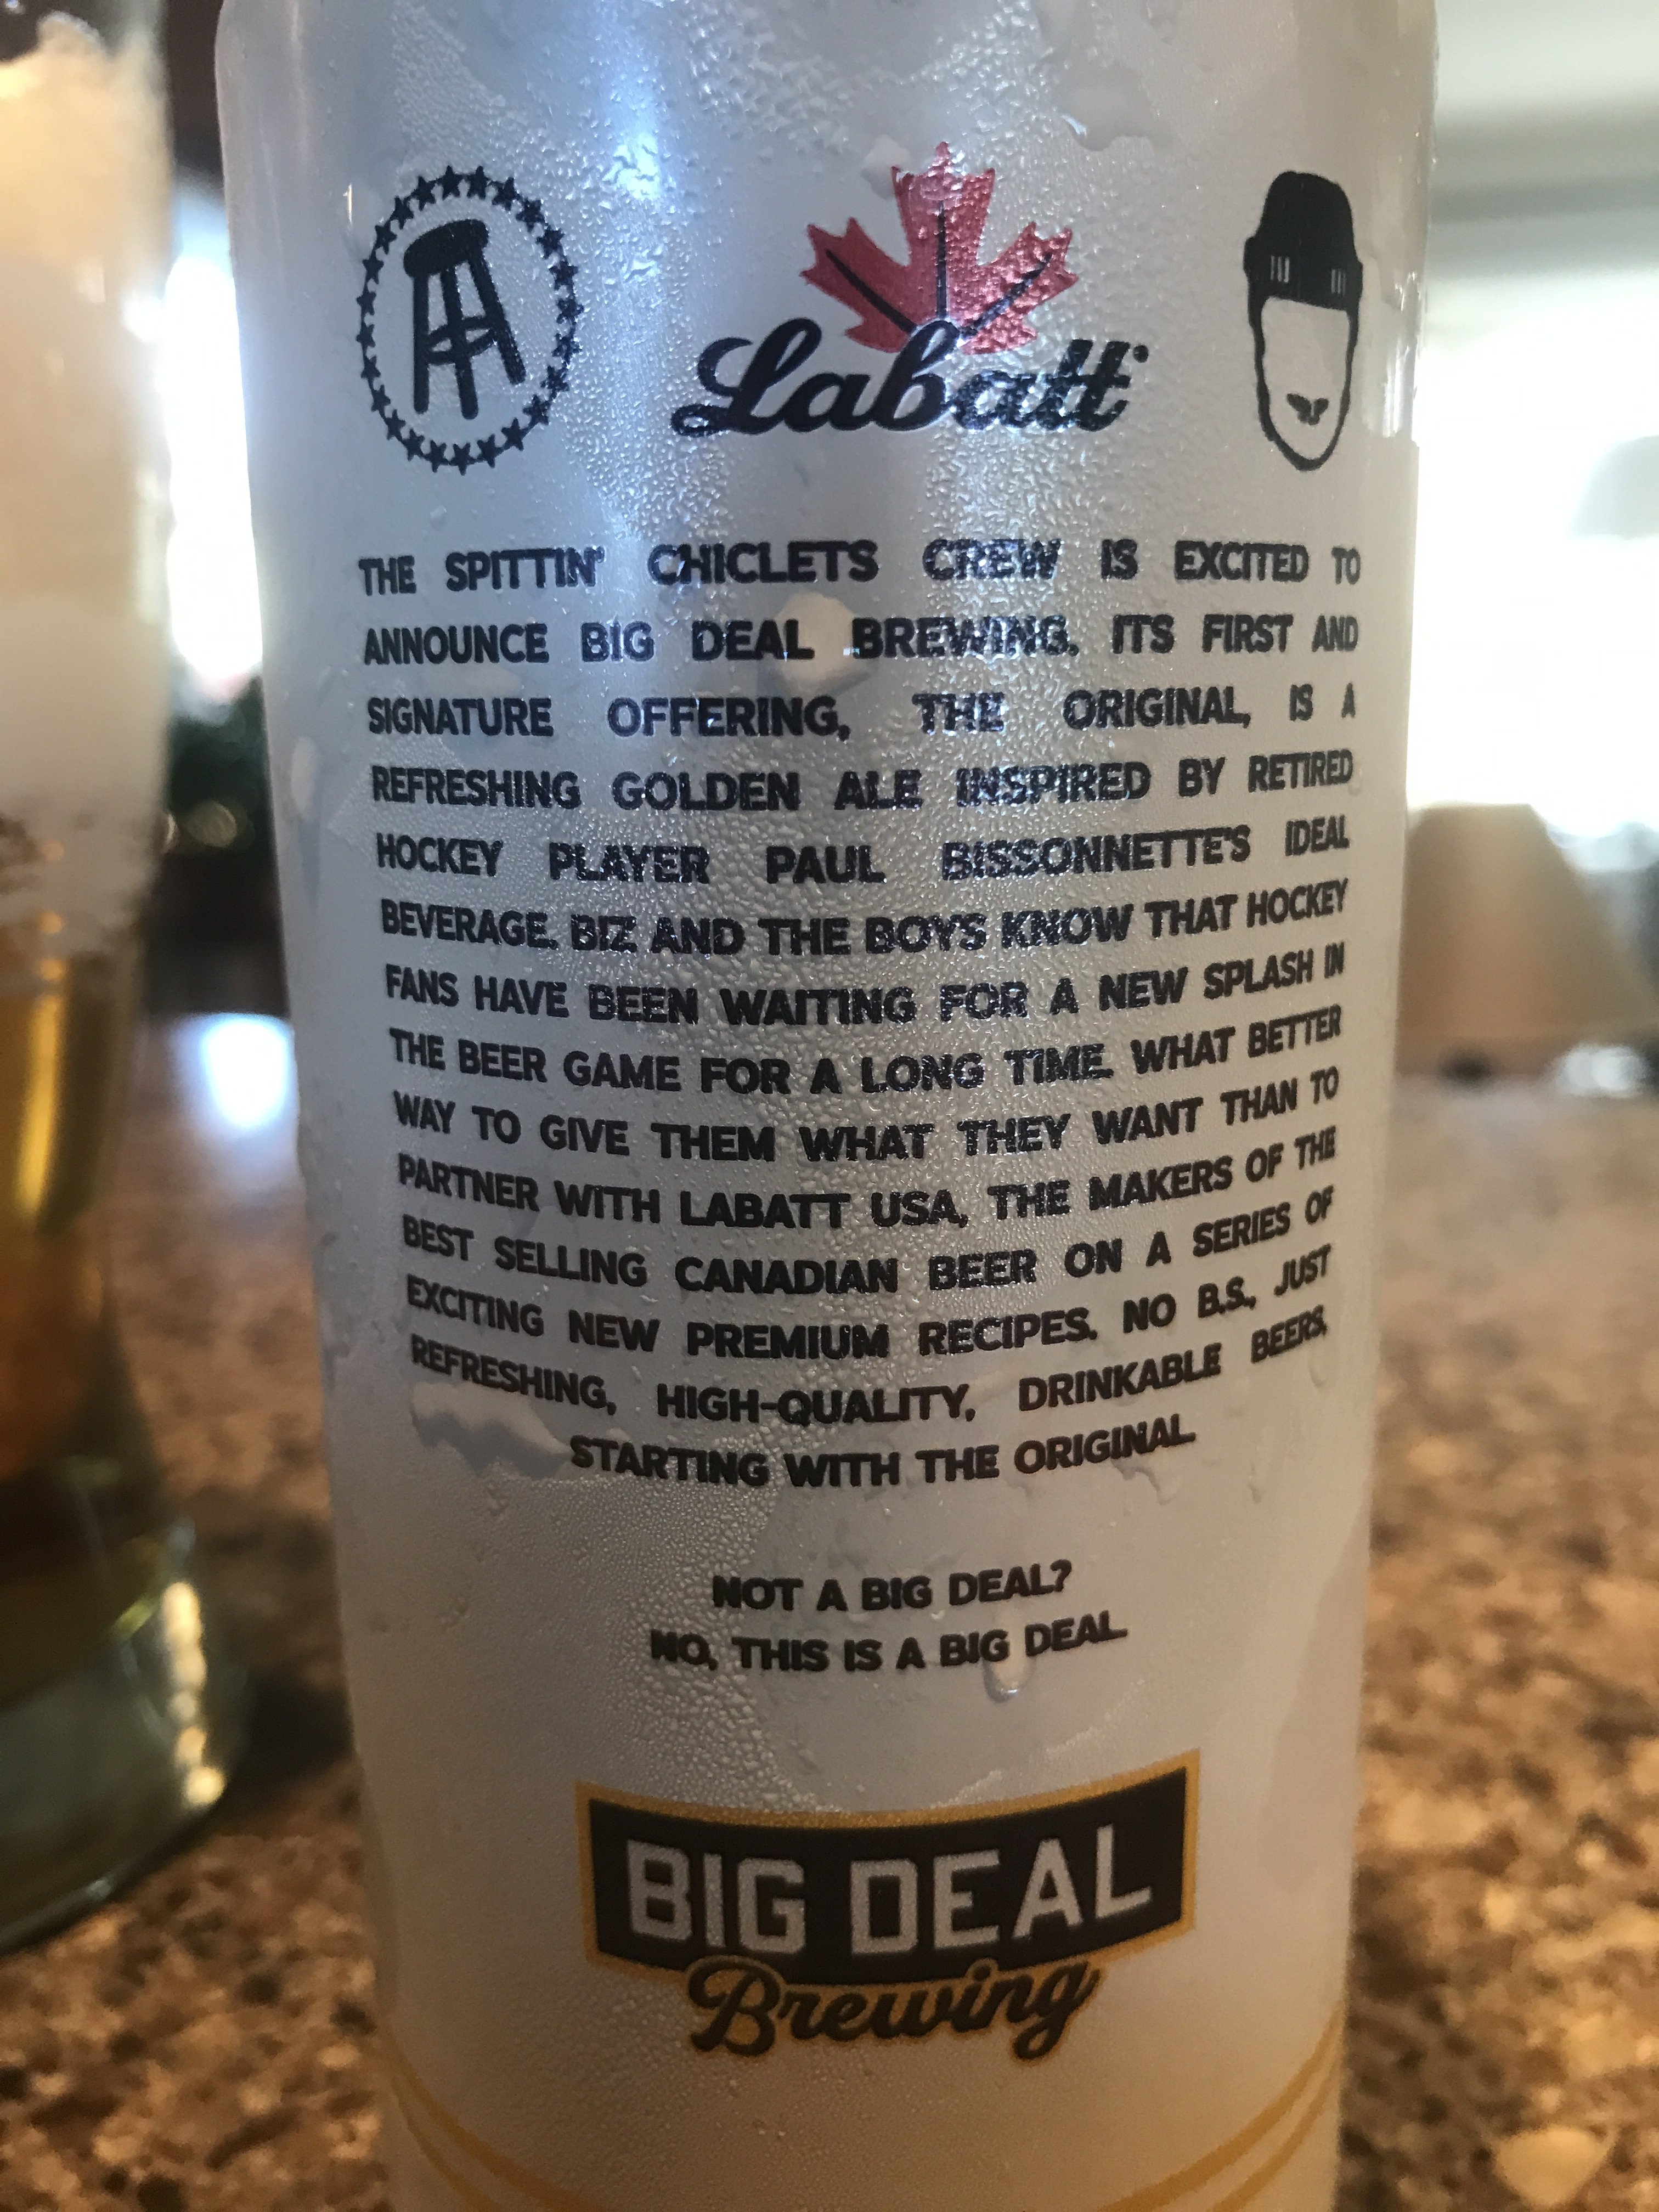 Labatt
THE SPITTIN' CHICLETS CREW IS EXCITED TO
ANNOUNCE BIG DEAL BREWING. ITS FIRST AND
SIGNATURE OFFERING, THE ORIGINAL, IS A
REFRESHING GOLDEN ALE INSPIRED BY RETIRED
HOCKEY PLAYER PAUL BISSONNETTE'S IDEAL
BEVERAGE. BIZ AND THE BOYS KNOW THAT HOCKEY
FANS HAVE BEEN WAITING FOR A NEW SPLASH IN
THE BEER GAME FOR A LONG TIME. WHAT BETTER
WAY TO GIVE THEM WHAT THEY WANT THAN TO
PARTNER WITH LABATT USA, THE MAKERS OF THE
BEST SELLING CANADIAN BEER ON A SERIES OF
EXCITING NEW PREMIUM RECIPES. NO B.S., JUST
REFRESHING, HIGH-QUALITY, DRINKABLE BEERS,
STARTING WITH THE ORIGINAL.
NOT A BIG DEAL?
NO, THIS IS A BIG DEAL.
BIG DEAL
Brewing